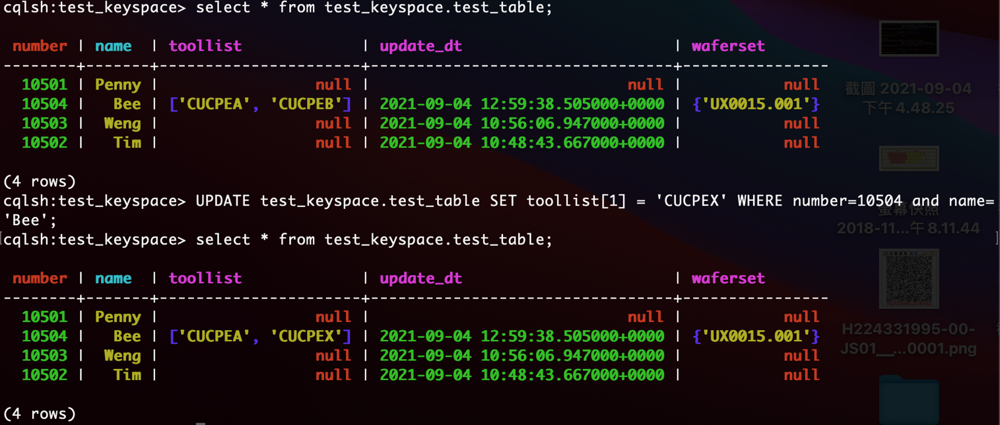 cqlsh:test_keyspace> select * from test_keyspace.test_table;
number | name | toollist | update_dt | waferset
--------+-------+----------------------+---------------------------------+----------------
10501 | Penny | null | null | null
10504 | Bee | ['CUCPEA', 'CUCPEB'] | 2021-09-04 12:59:38.505000+0000 | {'UX0015.001'}
10503 | Weng | null | 2021-09-04 10:56:06.947000+0000 | null
10502 | Tim | null | 2021-09-04 10:48:43.667000+0000 | null
(4 rows)
cqlsh:test_keyspace> UPDATE test_keyspace.test_table SET toollist[1] = 'CUCPEX' WHERE number=10504 and name=
'Bee';
cqlsh:test_keyspace> select * from test_keyspace.test_table;
number | name | toollist | update_dt | waferset
--------+-------+----------------------+---------------------------------+----------------
10501 | Penny | null | null | null
10504 | Bee | ['CUCPEA', 'CUCPEX'] | 2021-09-04 12:59:38.505000+0000 | {'UX0015.001'}
10503 | Weng | null | 2021-09-04 10:56:06.947000+0000 | null
10502 | Tim | null | 2021-09-04 10:48:43.667000+0000 | null
(4 rows)
截圖 2021-09-04
下午 4.48.25
螢幕快照
2018-11...午 8.11.44
H224331995-00-
JS01__...0001.png